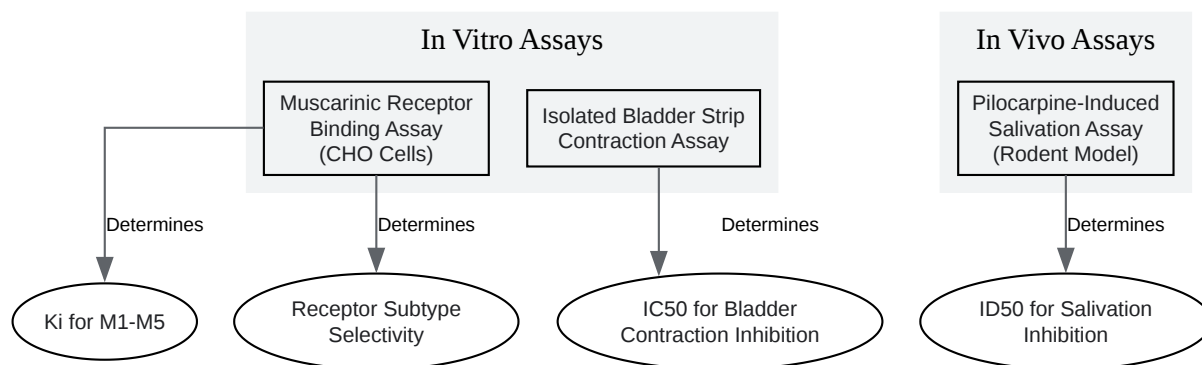 In Vitro Assays
In Vivo Assays
Muscarinic Receptor
Binding Assay
(CHO Cells)
Isolated Bladder Strip
Contraction Assay
Pilocarpine-Induced
Salivation Assay
(Rodent Model)
Determines
Determines
Determines
Determines
Ki for M1-M5
Receptor Subtype
Selectivity
IC50 for Bladder
Contraction Inhibition
ID50 for Salivation
Inhibition